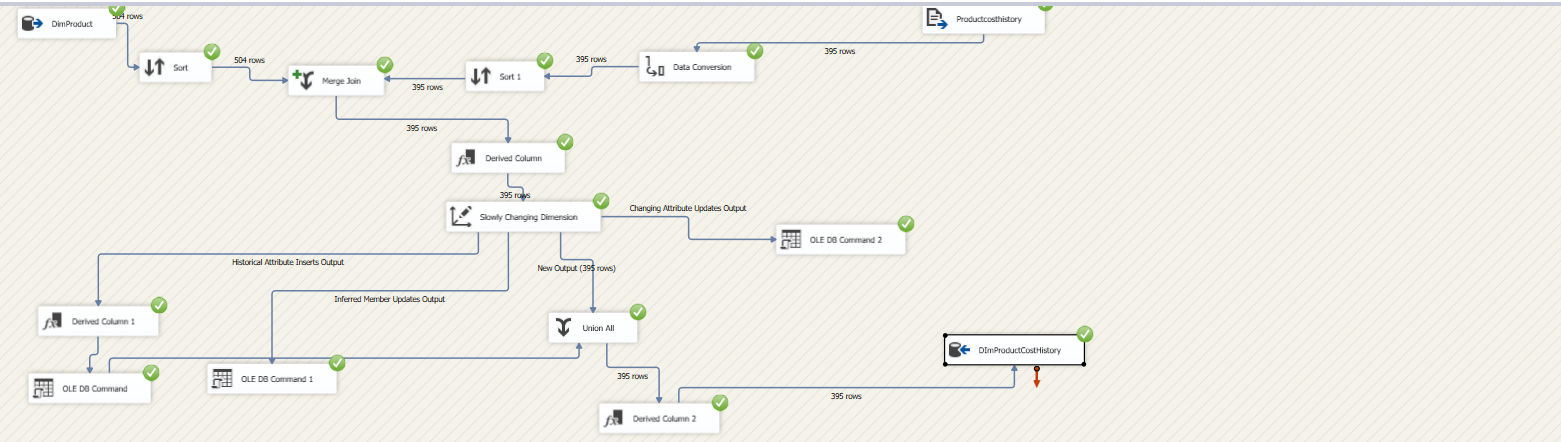 504 rows
DimProduct
Productcosthistory
395 rows
504 rows
395 rows
Sort
Merge Join
Sort 1
Data Conversion
395 rows
395 rows
Derived Column
395 rows
Slowly Changing Dimension
Changing Attribute Updates Output
OLE DB Command 2
Historical Attribute Inserts Output
New Output (395 rows)
Inferred Member Updates Output
Derived Column 1
Union All
DImProductCostHistory
OLE DB Command
OLE DB Command 1
395 rows
395 rows
Derived Column 2